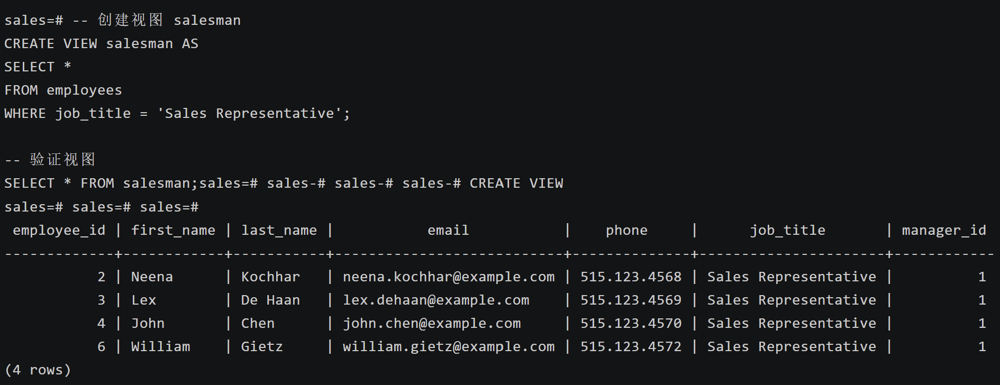 sales=# -- 创建视图 salesman
CREATE VIEW salesman AS
SELECT *
FROM employees
WHERE job_title = 'Sales Representative';
-- 验证视图
SELECT * FROM salesman;sales=# sales-# sales-# sales-# CREATE VIEW
sales=# sales=# sales=#
 employee_id | first_name | last_name |           email           |    phone     |      job_title       | manager_id
-------------+------------+-----------+---------------------------+--------------+----------------------+------------
           2 | Neena      | Kochhar   | neena.kochhar@example.com | 515.123.4568 | Sales Representative |          1
           3 | Lex        | De Haan   | lex.dehaan@example.com    | 515.123.4569 | Sales Representative |          1
           4 | John       | Chen      | john.chen@example.com     | 515.123.4570 | Sales Representative |          1
           6 | William    | Gietz     | william.gietz@example.com | 515.123.4572 | Sales Representative |          1
(4 rows)